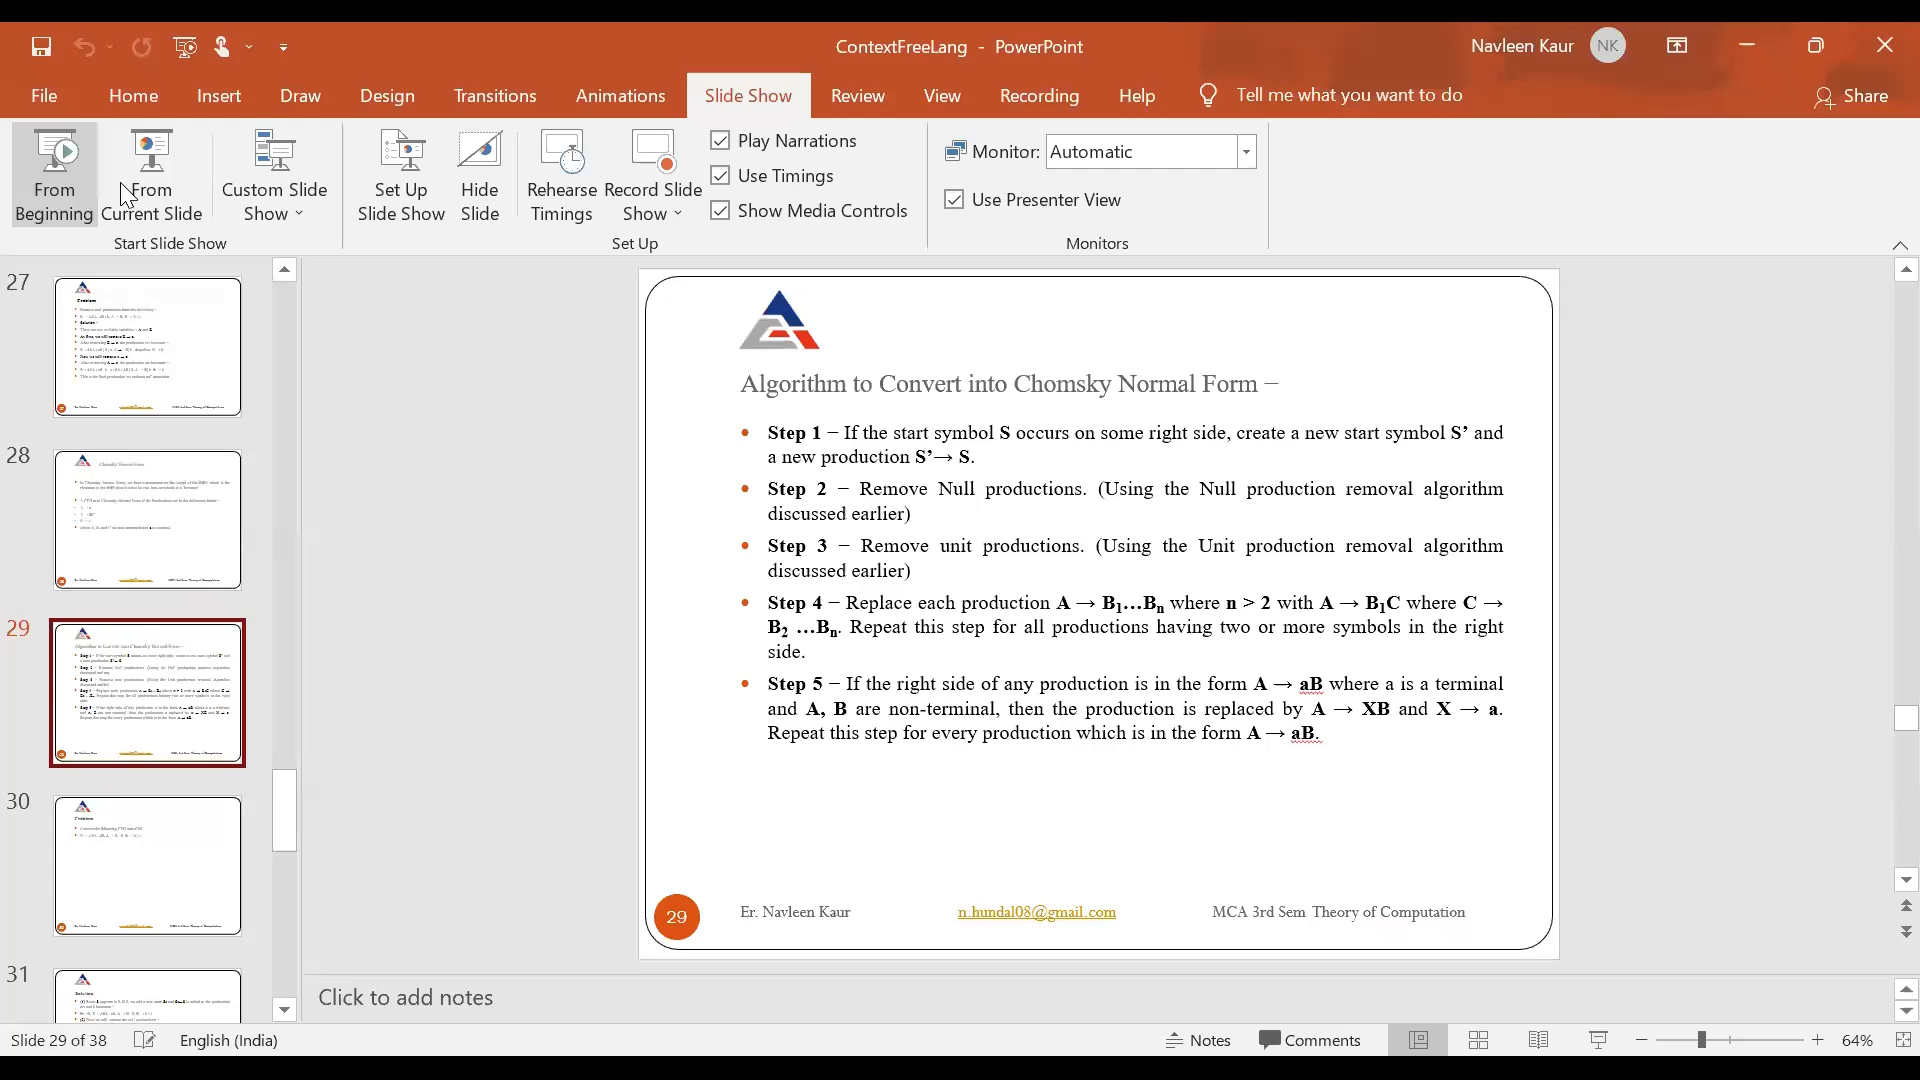 ContextFreeLang - PowerPoint
Navleen Kaur NK
File Home Insert Draw Design Transitions Animations Slide Show Review View Recording Help Tell me what you want to do Share
From Beginning
From Current Slide
Custom Slide Show
Start Slide Show
Set Up Slide Show
Hide Slide
Rehearse Timings
Record Slide Show
Play Narrations
Use Timings
Show Media Controls
Set Up
Monitor: Automatic
Use Presenter View
Monitors
27
28
29
30
31
Algorithm to Convert into Chomsky Normal Form −
• Step 1 − If the start symbol S occurs on some right side, create a new start symbol S’ and
a new production S’→ S.
• Step 2 − Remove Null productions. (Using the Null production removal algorithm
discussed earlier)
• Step 3 − Remove unit productions. (Using the Unit production removal algorithm
discussed earlier)
• Step 4 − Replace each production A → B1…Bn where n > 2 with A → B1C where C →
B2 …Bn. Repeat this step for all productions having two or more symbols in the right
side.
• Step 5 − If the right side of any production is in the form A → aB where a is a terminal
and A, B are non-terminal, then the production is replaced by A → XB and X → a.
Repeat this step for every production which is in the form A → aB.
29 Er. Navleen Kaur n.hundal08@gmail.com MCA 3rd Sem Theory of Computation
Click to add notes
Slide 29 of 38 English (India) Notes Comments 64%